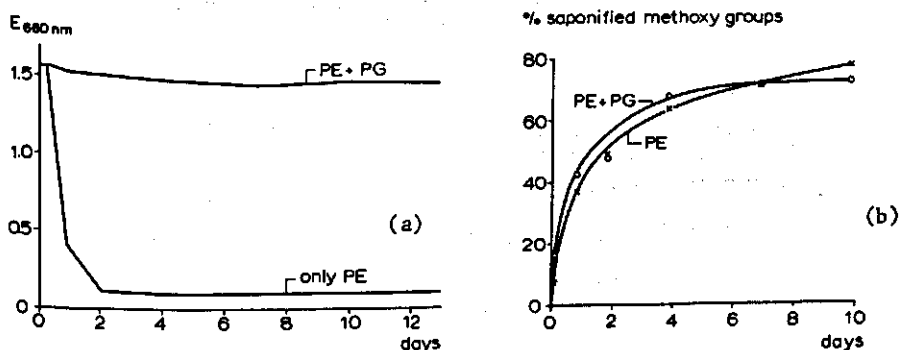 E660 nm
1.5
1.0
0.5
0
PE + PG
(a)
only PE
0 2 4 6 8 10 12
days
% saponified methoxy groups
80
60
40
20
0
PE+PG
PE
(b)
0 2 4 6 8 10
days